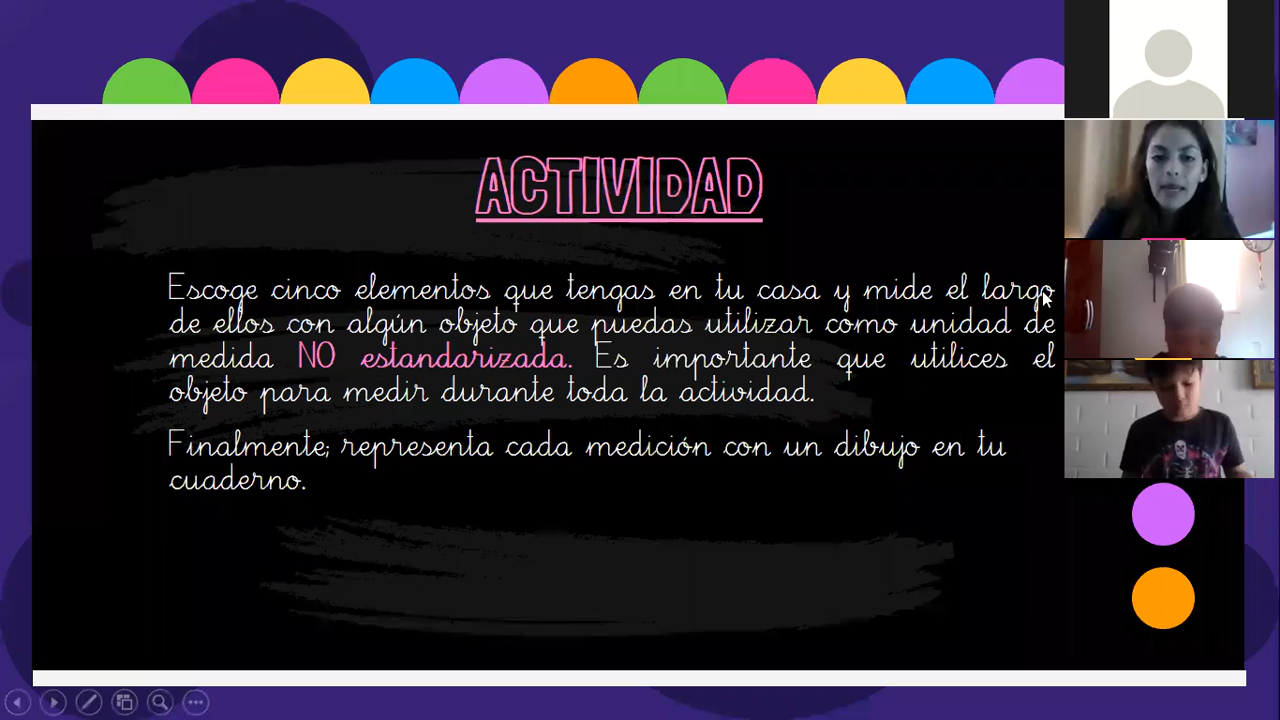 ACTIVIDAD
Escoge cinco elementos que tengas en tu casa y mide el largo
de ellos con algún objeto que puedas utilizar como unidad de
medida NO estandarizada. Es importante que utilices el
objeto para medir durante toda la actividad.
Finalmente; representa cada medición con un dibujo en tu
cuaderno.